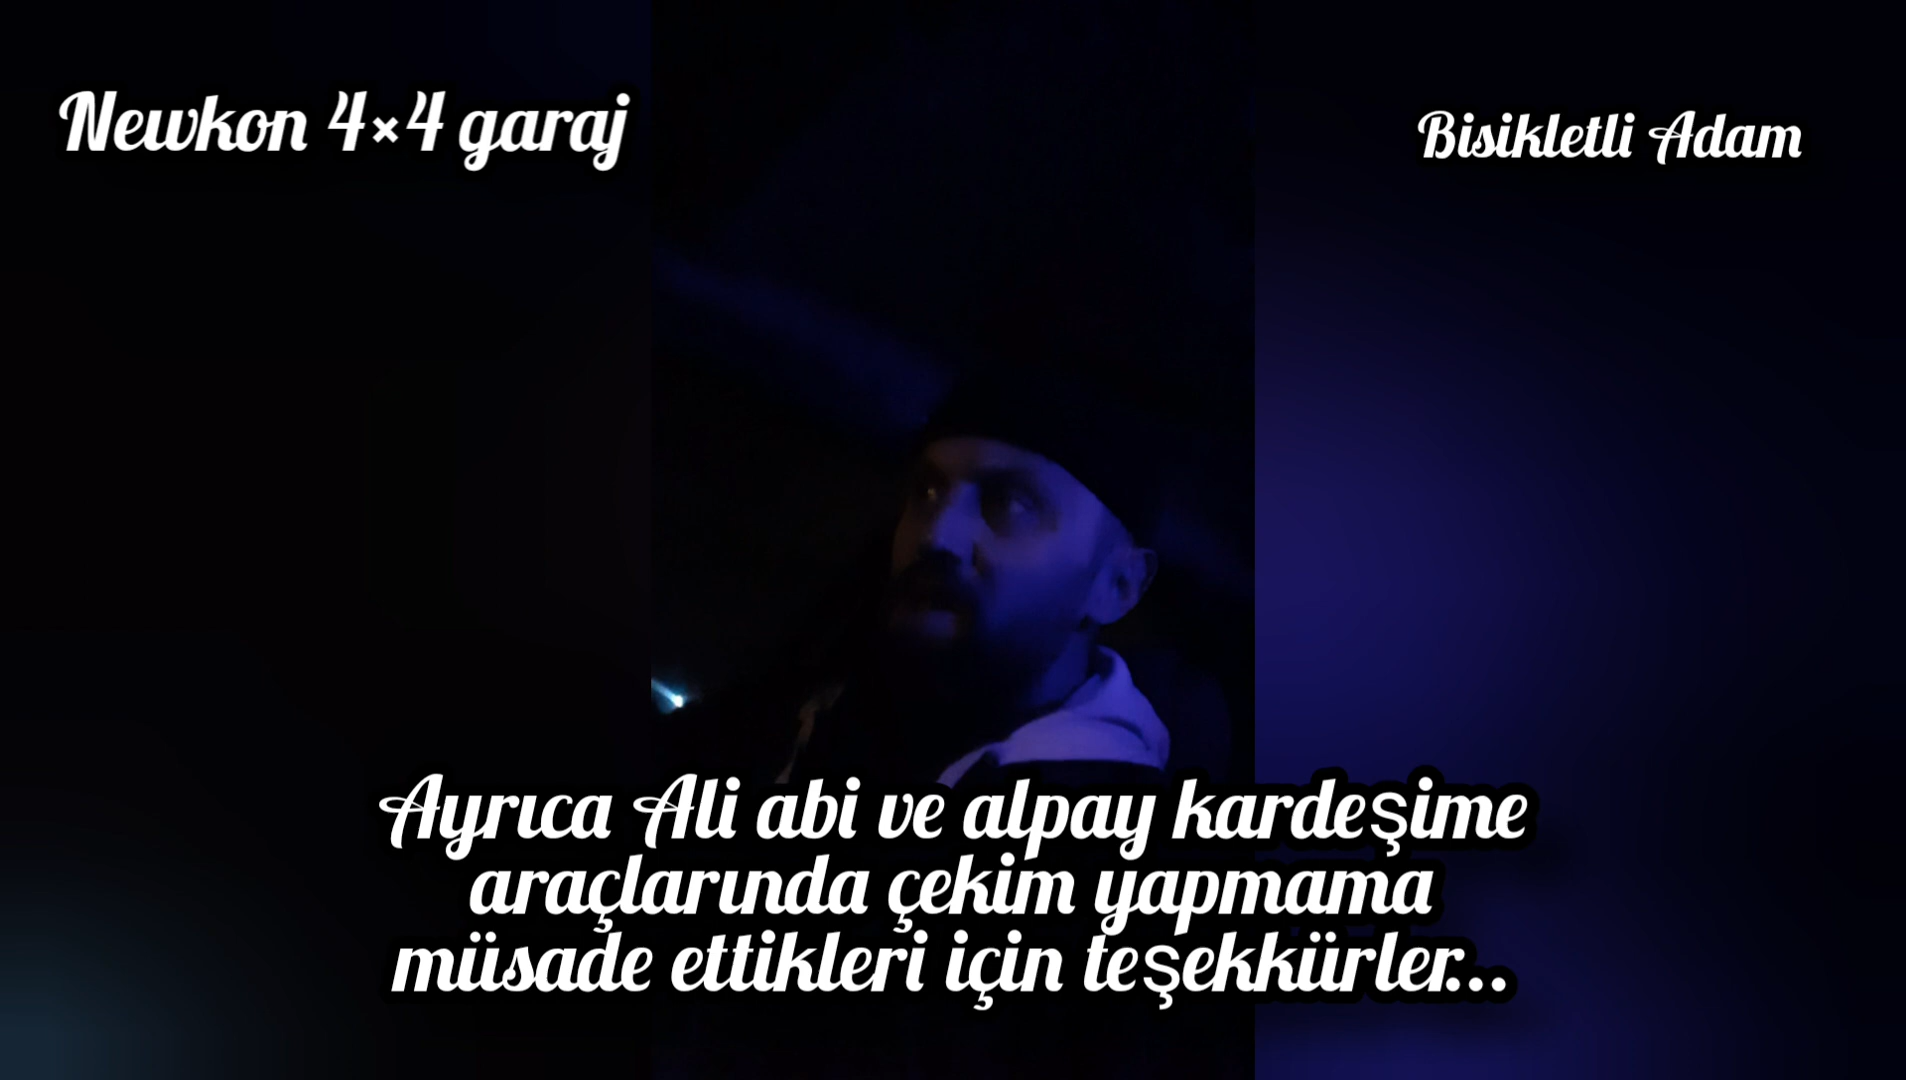 Newkon 4×4 garaj
Bisikletli Adam
Ayrıca Ali abi ve alpay kardeşime
araçlarında çekim yapmama
müsade ettikleri için teşekkürler...